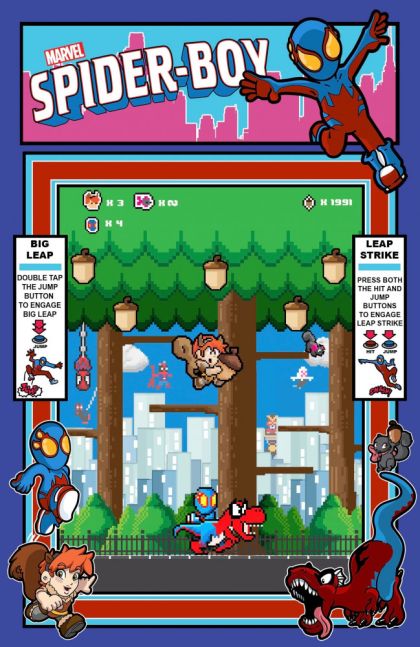 MARVEL
SPIDER-BOY
X 3
X 2
X 1991
X 4
BIG
LEAP
DOUBLE TAP
THE JUMP
BUTTON
TO ENGAGE
BIG LEAP
JUMP
LEAP
STRIKE
PRESS BOTH
THE HIT AND
JUMP
BUTTONS
TO ENGAGE
LEAP STRIKE
HIT JUMP